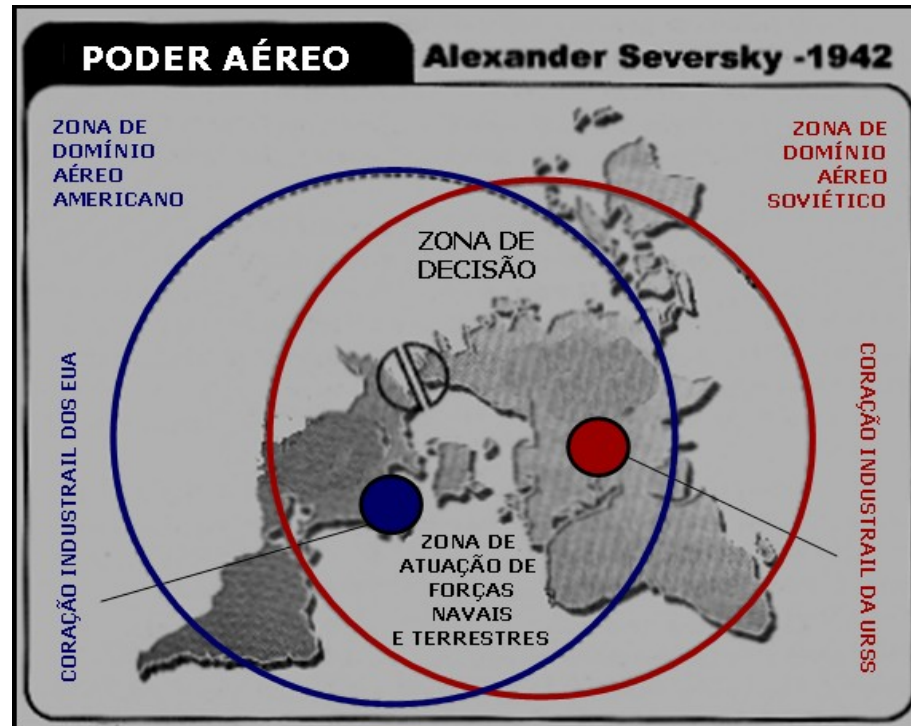 PODER AÉREO
Alexander Seversky -1942
ZONA DE
DOMÍNIO
AÉREO
AMERICANO
ZONA DE
DOMÍNIO
AÉREO
SOVIÉTICO
ZONA DE
DECISÃO
CORAÇÃO INDUSTRAIL DOS EUA
CORAÇÃO INDUSTRAIL DA URSS
ZONA DE
ATUAÇÃO DE
FORÇAS
NAVAIS
E TERRESTRES